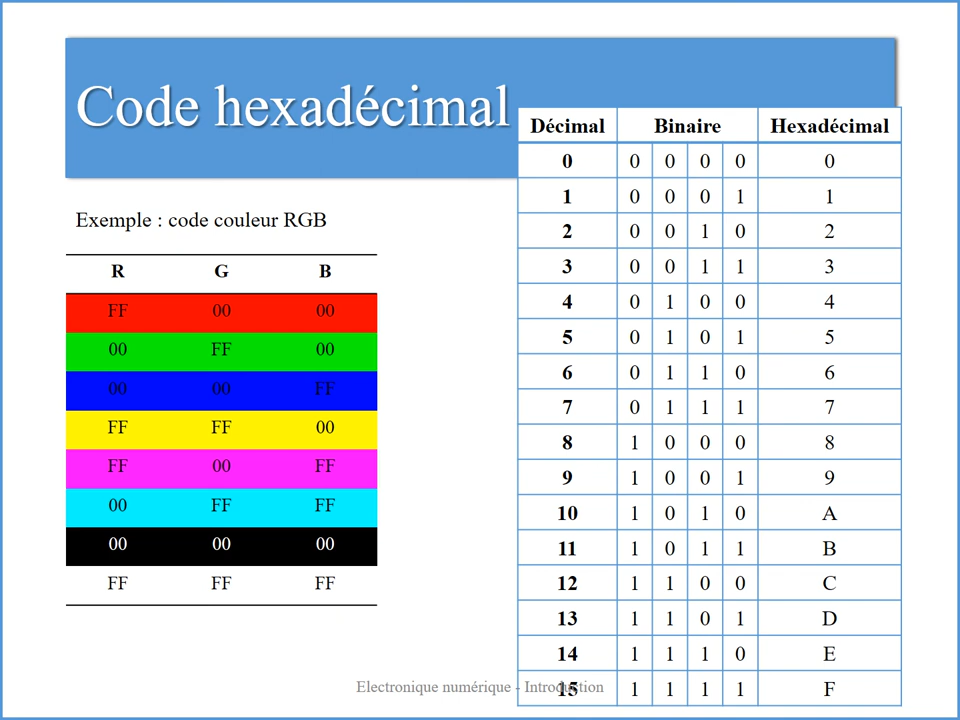 Code hexadécimal
Exemple : code couleur RGB
R G B
FF 00 00
00 FF 00
00 00 FF
FF FF 00
FF 00 FF
00 FF FF
00 00 00
FF FF FF
Décimal Binaire Hexadécimal
0 0 0 0 0 0
1 0 0 0 1 1
2 0 0 1 0 2
3 0 0 1 1 3
4 0 1 0 0 4
5 0 1 0 1 5
6 0 1 1 0 6
7 0 1 1 1 7
8 1 0 0 0 8
9 1 0 0 1 9
10 1 0 1 0 A
11 1 0 1 1 B
12 1 1 0 0 C
13 1 1 0 1 D
14 1 1 1 0 E
15 1 1 1 1 F
Electronique numérique - Introduction